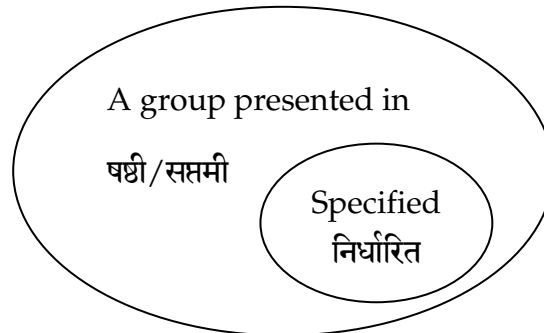 A group presented in
षष्ठी/सप्तमी
Specified
निर्धारित